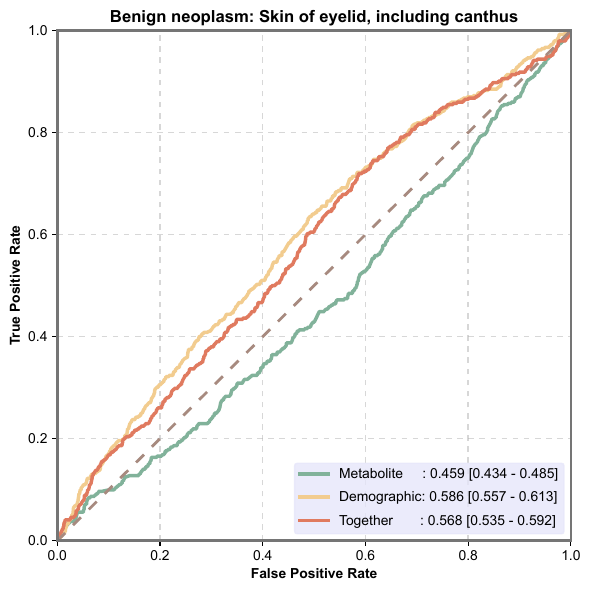 Benign neoplasm: Skin of eyelid, including canthus
1.0
0.8
0.6
0.4
0.2
0.0
True Positive Rate
Metabolite : 0.459 [0.434 - 0.485]
Demographic: 0.586 [0.557 - 0.613]
Together : 0.568 [0.535 - 0.592]
0.0 0.2 0.4 0.6 0.8 1.0
False Positive Rate